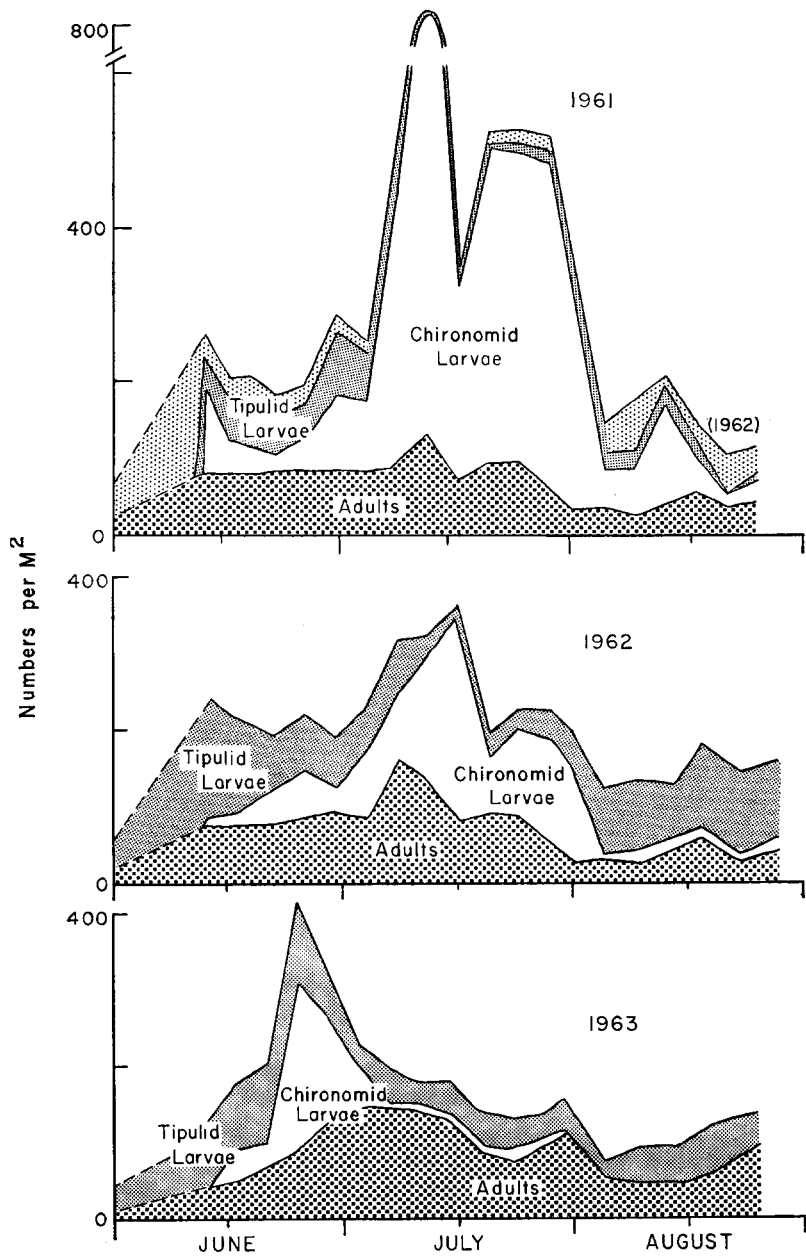 Numbers per M²
800
400
0
1961
Tipulid
Larvae
Chironomid
Larvae
(1962)
Adults
400
0
1962
Tipulid
Larvae
Chironomid
Larvae
Adults
400
0
1963
Tipulid
Larvae
Chironomid
Larvae
Adults
JUNE JULY AUGUST